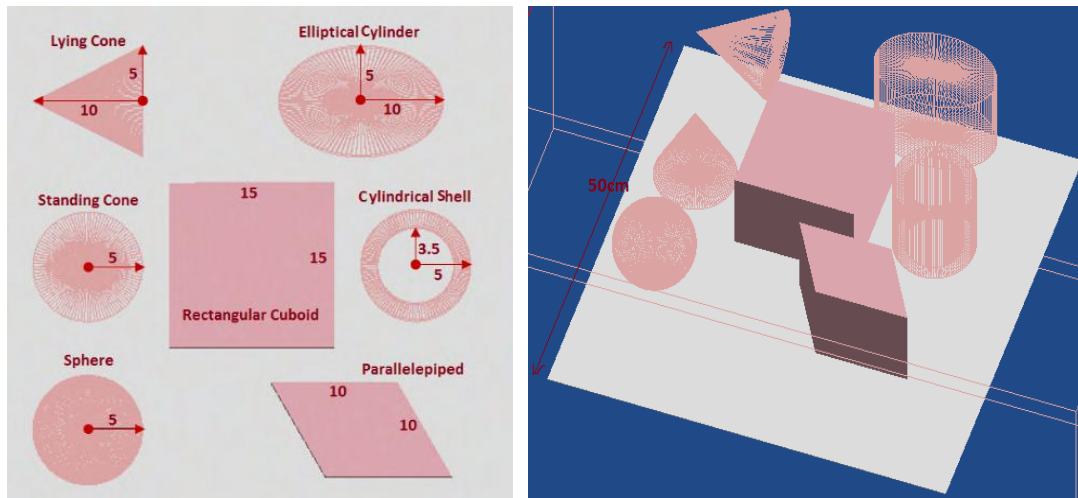 Lying Cone
Elliptical Cylinder
5
10
5
10
Standing Cone
15
Cylindrical Shell
5
15
3.5
5
Rectangular Cuboid
Sphere
Parallelepiped
5
10
10
50cm